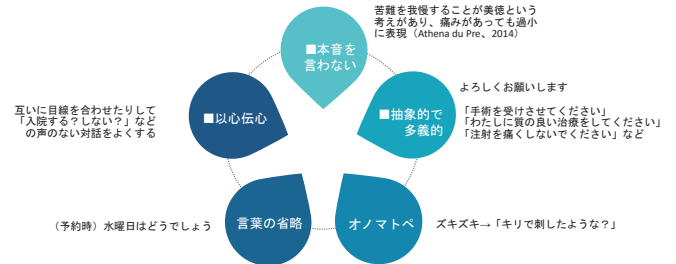 ■本音を
言わない
苦難を我慢することが美徳という
考えがあり、痛みがあっても過小
に表現（Athena du Pre、2014）
■抽象的で
多義的
よろしくお願いします
「手術を受けさせてください」
「わたしに質の良い治療をしてください」
「注射を痛くしないでください」など
オノマトペ
ズキズキ→「キリで刺したような？」
言葉の省略
（予約時）水曜日はどうでしょう
■以心伝心
互いに目線を合わせたりして
「入院する？しない？」など
の声のない対話をよくする